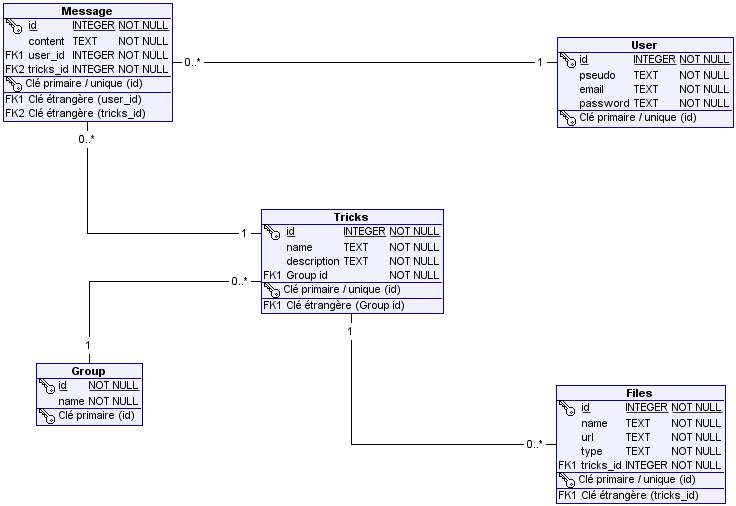 Message
id INTEGER NOT NULL
content TEXT NOT NULL
FK1 user_id INTEGER NOT NULL
FK2 tricks_id INTEGER NOT NULL
Clé primaire / unique (id)
FK1 Clé étrangère (user_id)
FK2 Clé étrangère (tricks_id)
0..*
1
User
id INTEGER NOT NULL
pseudo TEXT NOT NULL
email TEXT NOT NULL
password TEXT NOT NULL
Clé primaire / unique (id)
0..*
1
Tricks
id INTEGER NOT NULL
name TEXT NOT NULL
description TEXT NOT NULL
FK1 Group id NOT NULL
Clé primaire / unique (id)
FK1 Clé étrangère (Group id)
0..*
1
Group
id NOT NULL
name NOT NULL
Clé primaire (id)
1
0..*
Files
id INTEGER NOT NULL
name TEXT NOT NULL
url TEXT NOT NULL
type TEXT NOT NULL
FK1 tricks_id INTEGER NOT NULL
Clé primaire / unique (id)
FK1 Clé étrangère (tricks_id)